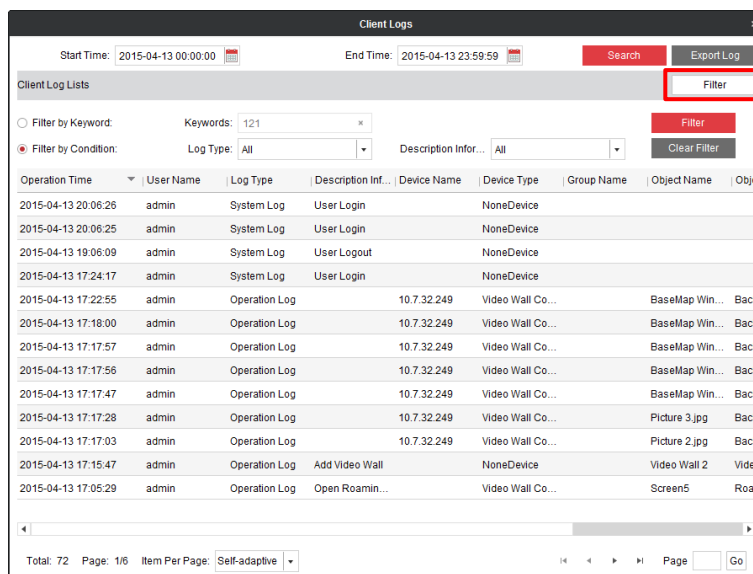 Client Logs
Start Time: 2015-04-13 00:00:00 End Time: 2015-04-13 23:59:59 Search Export Log
Client Log Lists Filter
Filter by Keyword: Keywords: 121 Filter
Filter by Condition: Log Type: All Description Infor... All Clear Filter
Operation Time User Name Log Type Description Inf... Device Name Device Type Group Name Object Name Obje
2015-04-13 20:06:26 admin System Log User Login NoneDevice
2015-04-13 20:06:25 admin System Log User Login NoneDevice
2015-04-13 19:06:09 admin System Log User Logout NoneDevice
2015-04-13 17:24:17 admin System Log User Login NoneDevice
2015-04-13 17:22:55 admin Operation Log 10.7.32.249 Video Wall Co... BaseMap Win... Bac
2015-04-13 17:18:00 admin Operation Log 10.7.32.249 Video Wall Co... BaseMap Win... Bac
2015-04-13 17:17:57 admin Operation Log 10.7.32.249 Video Wall Co... BaseMap Win... Bac
2015-04-13 17:17:56 admin Operation Log 10.7.32.249 Video Wall Co... BaseMap Win... Bac
2015-04-13 17:17:47 admin Operation Log 10.7.32.249 Video Wall Co... BaseMap Win... Bac
2015-04-13 17:17:28 admin Operation Log 10.7.32.249 Video Wall Co... Picture 3.jpg Bac
2015-04-13 17:17:03 admin Operation Log 10.7.32.249 Video Wall Co... Picture 2.jpg Bac
2015-04-13 17:15:47 admin Operation Log Add Video Wall NoneDevice Video Wall 2 Vide
2015-04-13 17:05:29 admin Operation Log Open Roamin... Video Wall Co... Screen5 Roa
Total: 72 Page: 1/6 Item Per Page: Self-adaptive Page Go